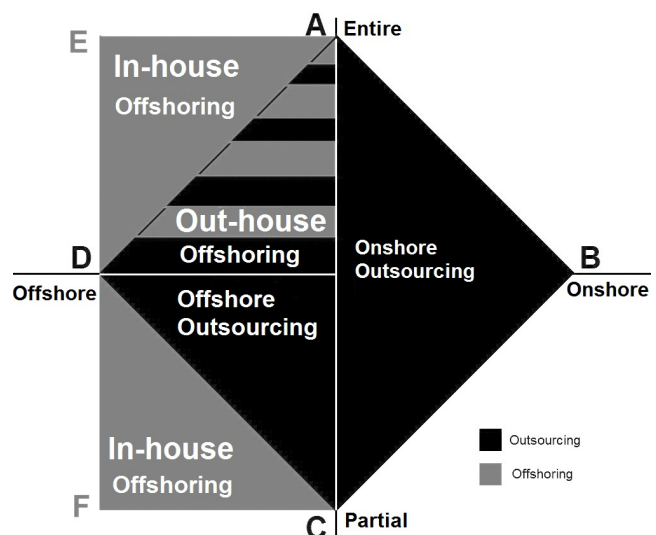 A
Entire
E
In-house
Offshoring
Out-house
Offshoring
D
Offshore
Onshore
Outsourcing
B
Onshore
Offshore
Outsourcing
In-house
Offshoring
F
C
Partial
Outsourcing
Offshoring